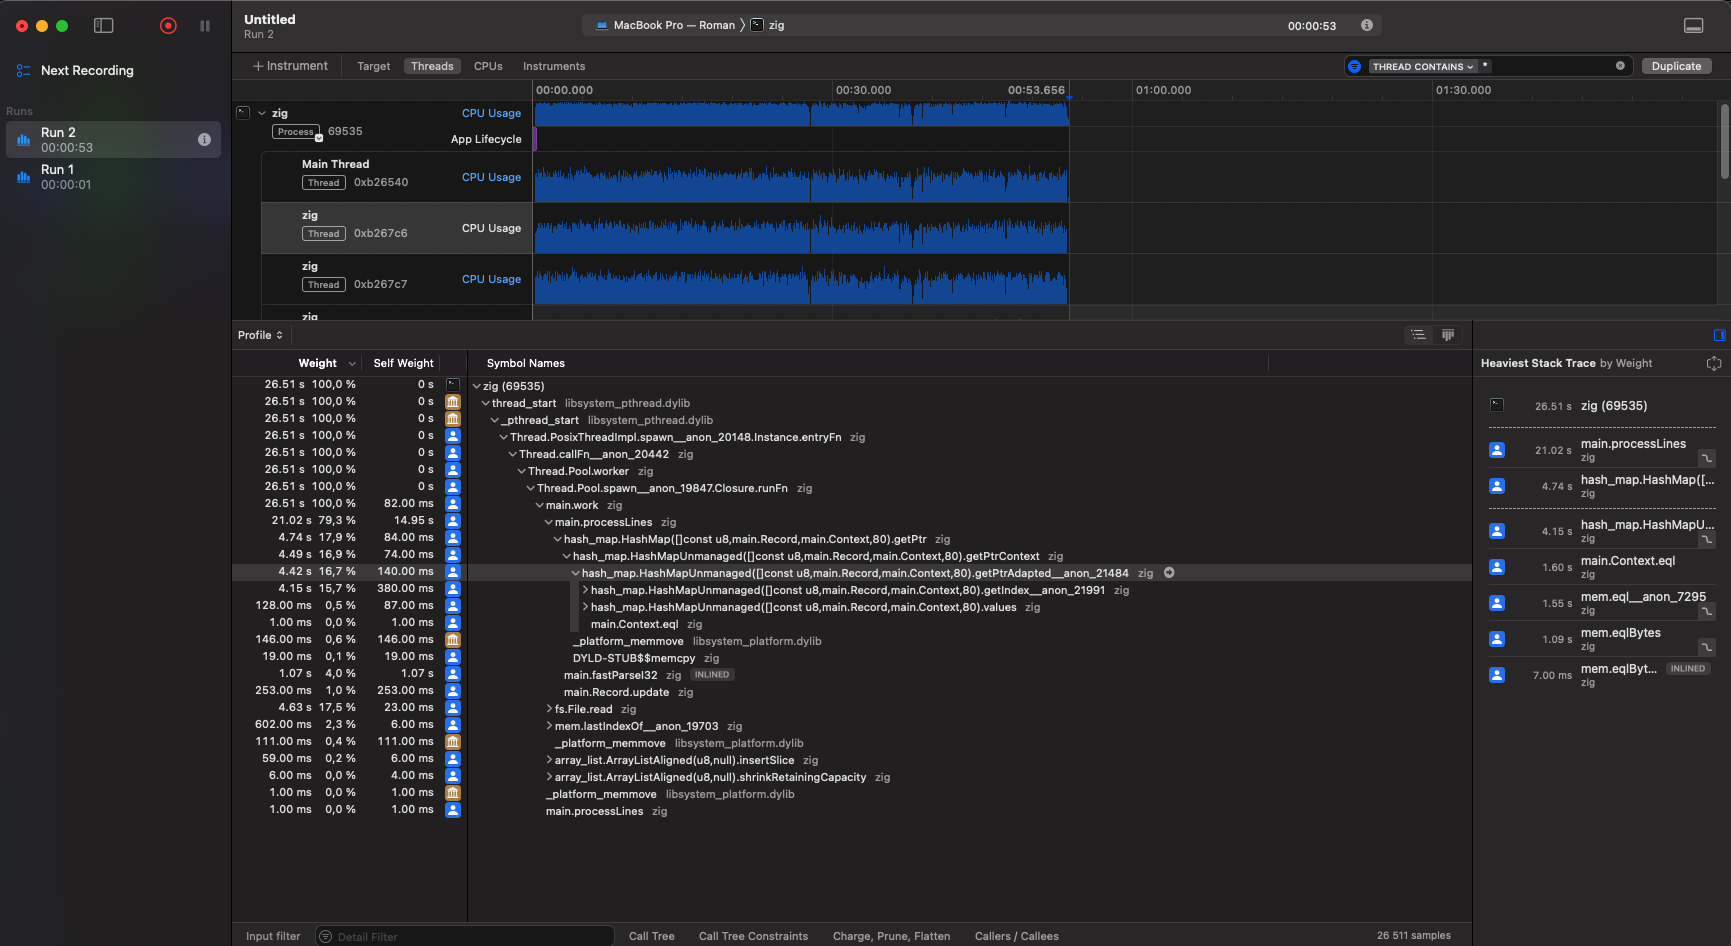 Untitled
Run 2
MacBook Pro — Roman 〉 zig
00:00:53
Next Recording
Runs
Run 2
00:00:53
Run 1
00:00:01
+ Instrument Target Threads CPUs Instruments
THREAD CONTAINS * Duplicate
00:00.000 00:30.000 00:53.656 01:00.000 01:30.000
zig CPU Usage
Process 69535
App Lifecycle
Main Thread
Thread 0xb26540 CPU Usage
zig
Thread 0xb267c6 CPU Usage
zig
Thread 0xb267c7 CPU Usage
zig
Profile
Weight Self Weight Symbol Names
26.51 s 100,0 % 0 s zig (69535)
26.51 s 100,0 % 0 s thread_start libsystem_pthread.dylib
26.51 s 100,0 % 0 s _pthread_start libsystem_pthread.dylib
26.51 s 100,0 % 0 s Thread.PosixThreadImpl.spawn__anon_20148.Instance.entryFn zig
26.51 s 100,0 % 0 s Thread.callFn__anon_20442 zig
26.51 s 100,0 % 0 s Thread.Pool.worker zig
26.51 s 100,0 % 0 s Thread.Pool.spawn__anon_19847.Closure.runFn zig
26.51 s 100,0 % 82.00 ms main.work zig
21.02 s 79,3 % 14.95 s main.processLines zig
4.74 s 17,9 % 84.00 ms hash_map.HashMap([]const u8,main.Record,main.Context,80).getPtr zig
4.49 s 16,9 % 74.00 ms hash_map.HashMapUnmanaged([]const u8,main.Record,main.Context,80).getPtrContext zig
4.42 s 16,7 % 140.00 ms hash_map.HashMapUnmanaged([]const u8,main.Record,main.Context,80).getPtrAdapted__anon_21484 zig
4.15 s 15,7 % 380.00 ms hash_map.HashMapUnmanaged([]const u8,main.Record,main.Context,80).getIndex__anon_21991 zig
128.00 ms 0,5 % 87.00 ms hash_map.HashMapUnmanaged([]const u8,main.Record,main.Context,80).values zig
1.00 ms 0,0 % 1.00 ms main.Context.eql zig
146.00 ms 0,6 % 146.00 ms _platform_memmove libsystem_platform.dylib
19.00 ms 0,1 % 19.00 ms DYLD-STUB$$memcpy zig
1.07 s 4,0 % 1.07 s main.fastParseI32 zig INLINED
253.00 ms 1,0 % 253.00 ms main.Record.update zig
4.63 s 17,5 % 23.00 ms fs.File.read zig
602.00 ms 2,3 % 6.00 ms mem.lastIndexOf__anon_19703 zig
111.00 ms 0,4 % 111.00 ms _platform_memmove libsystem_platform.dylib
59.00 ms 0,2 % 6.00 ms array_list.ArrayListAligned(u8,null).insertSlice zig
6.00 ms 0,0 % 4.00 ms array_list.ArrayListAligned(u8,null).shrinkRetainingCapacity zig
1.00 ms 0,0 % 1.00 ms _platform_memmove libsystem_platform.dylib
1.00 ms 0,0 % 1.00 ms main.processLines zig
Heaviest Stack Trace by Weight
26.51 s zig (69535)
21.02 s main.processLines
zig
4.74 s hash_map.HashMap([...
zig
4.15 s hash_map.HashMapU...
zig
1.60 s main.Context.eql
zig
1.55 s mem.eql__anon_7295
zig
1.09 s mem.eqlBytes
zig
7.00 ms mem.eqlByt... INLINED
zig
Input filter Detail Filter Call Tree Call Tree Constraints Charge, Prune, Flatten Callers / Callees 26 511 samples